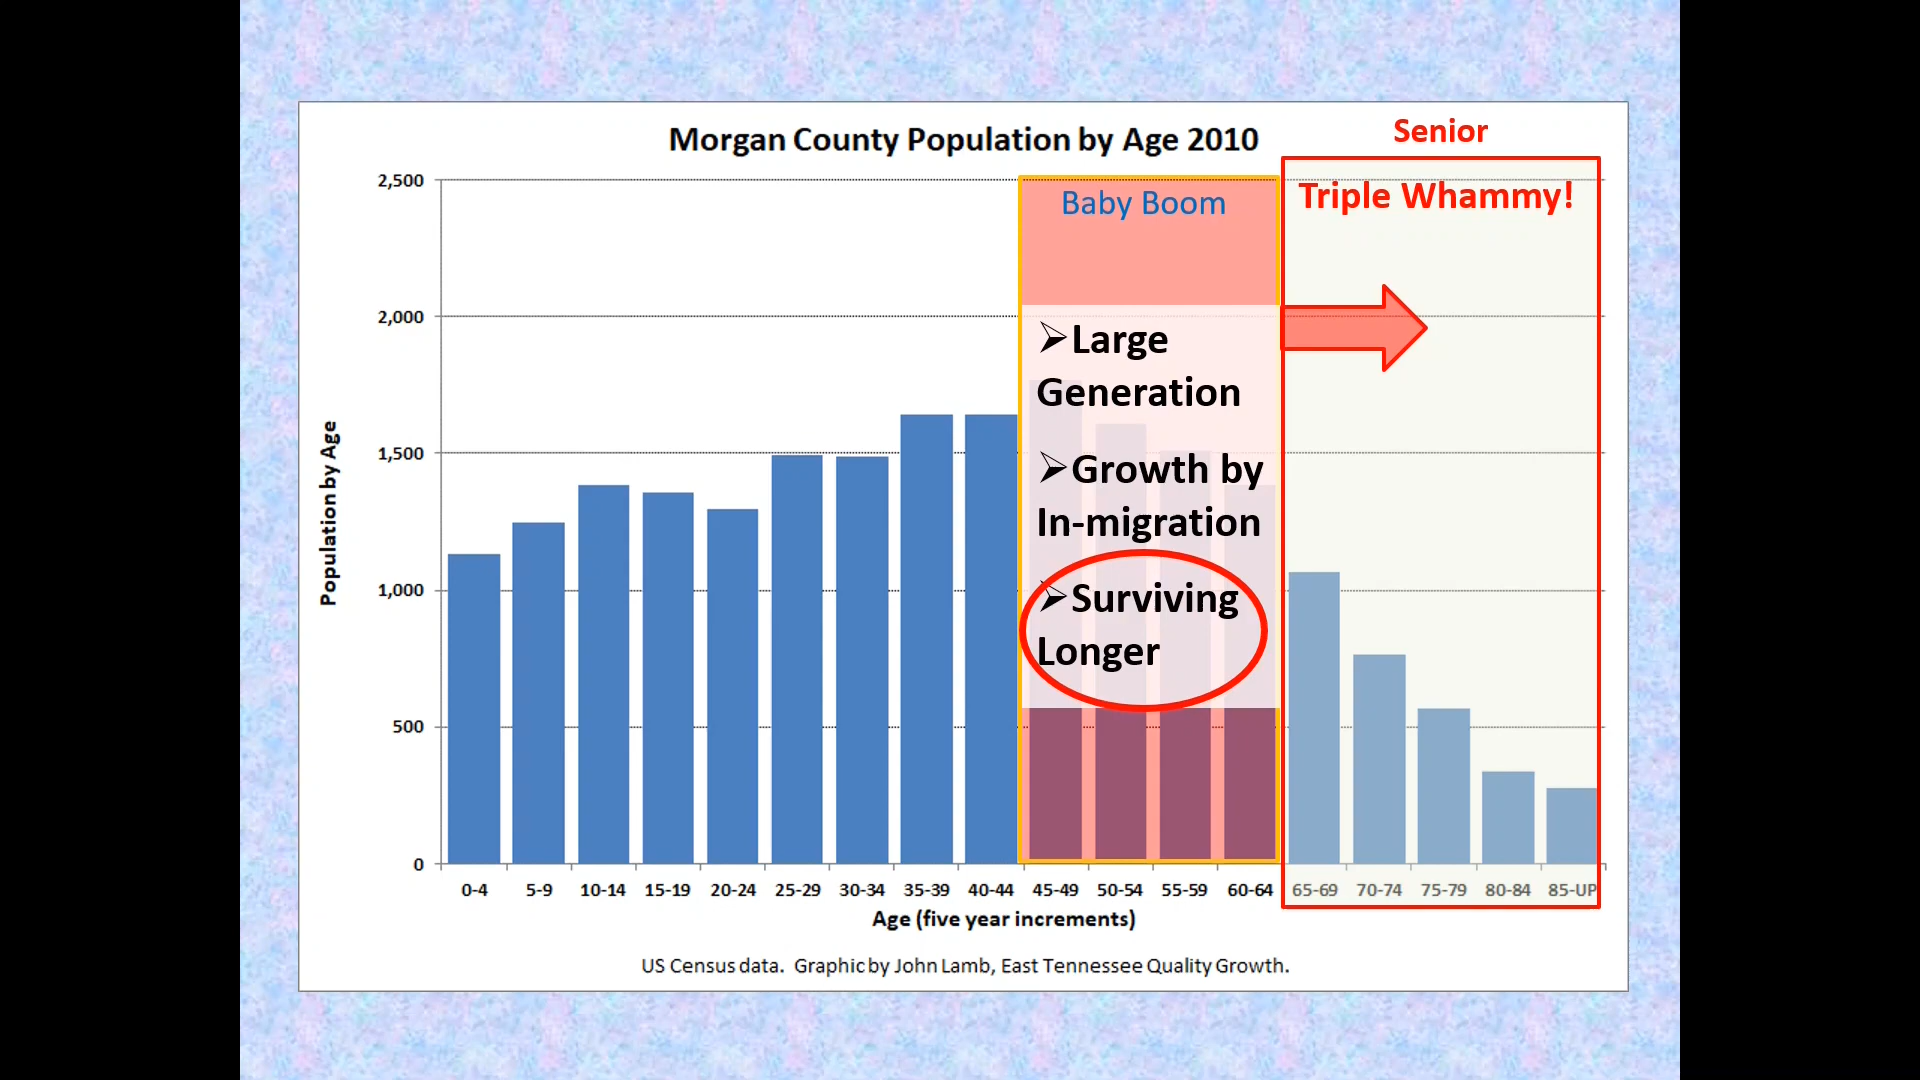 Morgan County Population by Age 2010
Senior
Triple Whammy!
Baby Boom
➢Large
Generation
➢Growth by
In-migration
➢Surviving
Longer
Population by Age
2,500
2,000
1,500
1,000
500
0
0-4 5-9 10-14 15-19 20-24 25-29 30-34 35-39 40-44 45-49 50-54 55-59 60-64 65-69 70-74 75-79 80-84 85-UP
Age (five year increments)
US Census data. Graphic by John Lamb, East Tennessee Quality Growth.